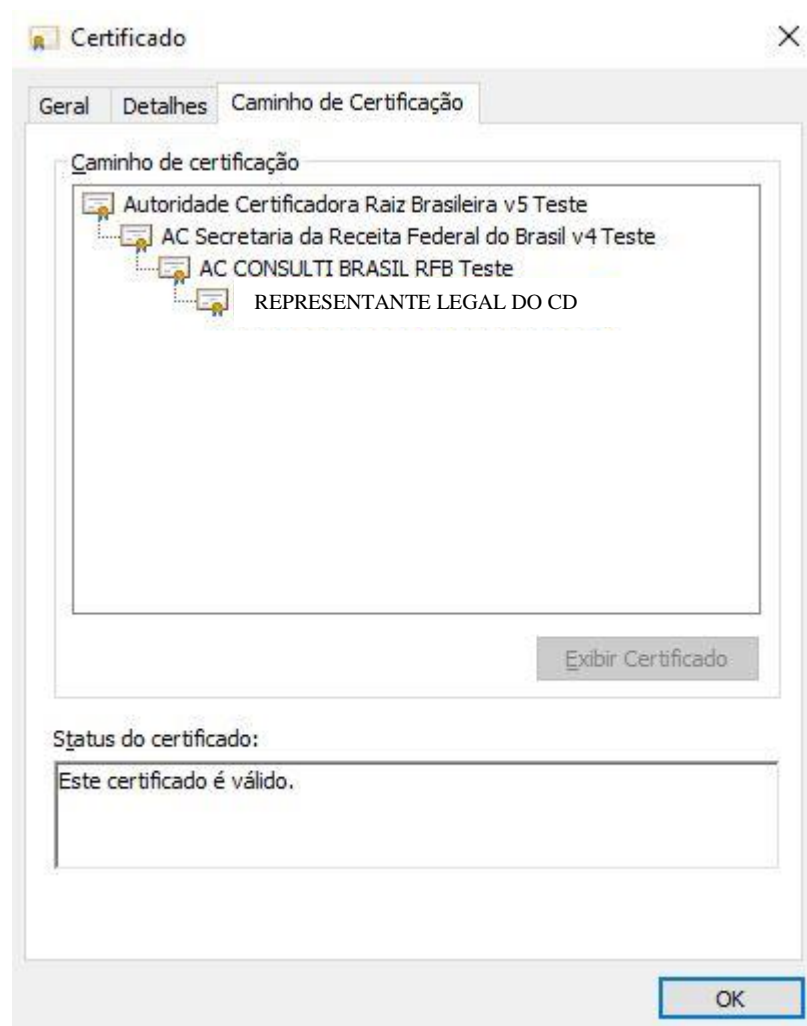 Certificado
Geral Detalhes Caminho de Certificação
Caminho de certificação
Autoridade Certificadora Raiz Brasileira v5 Teste
AC Secretaria da Receita Federal do Brasil v4 Teste
AC CONSULTI BRASIL RFB Teste
REPRESENTANTE LEGAL DO CD
Exibir Certificado
Status do certificado:
Este certificado é válido.
OK